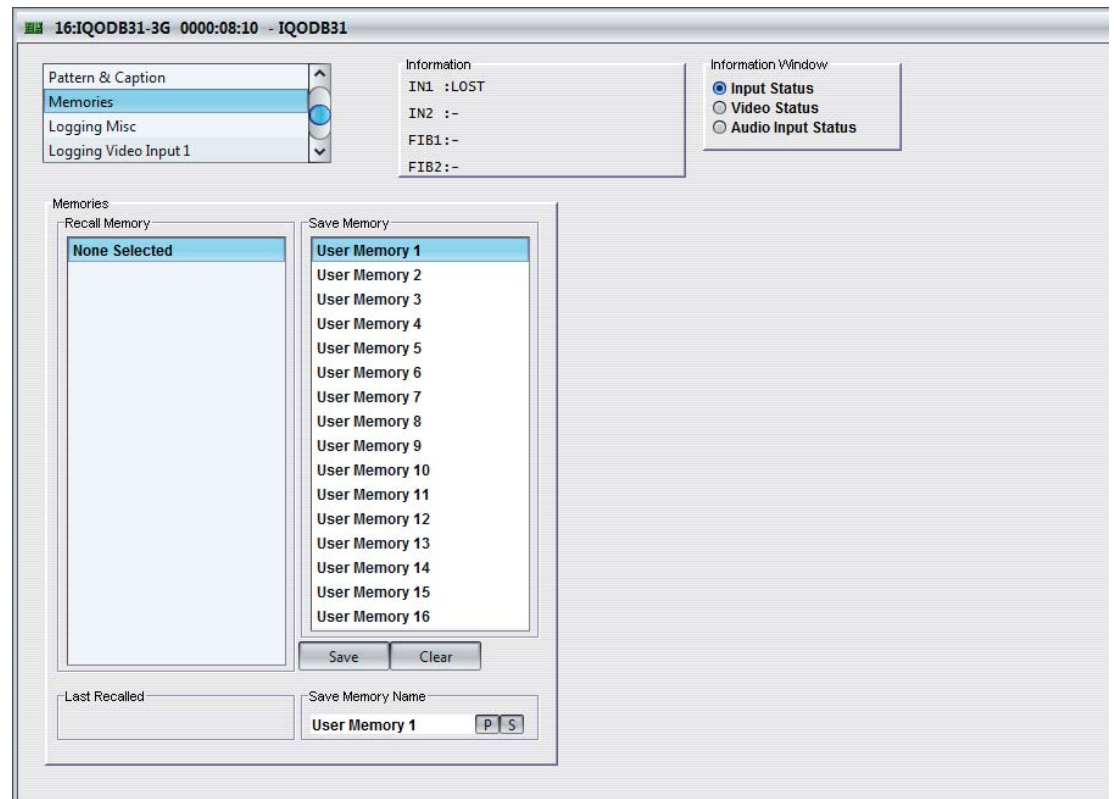 16:IQODB31-3G 0000:08:10 - IQODB31
Pattern & Caption
Memories
Logging Misc
Logging Video Input 1
Information
IN1 :LOST
IN2 :-
FIB1:-
FIB2:-
Information Window
Input Status
Video Status
Audio Input Status
Memories
Recall Memory
None Selected
Save Memory
User Memory 1
User Memory 2
User Memory 3
User Memory 4
User Memory 5
User Memory 6
User Memory 7
User Memory 8
User Memory 9
User Memory 10
User Memory 11
User Memory 12
User Memory 13
User Memory 14
User Memory 15
User Memory 16
Save Clear
Last Recalled
Save Memory Name
User Memory 1 P S